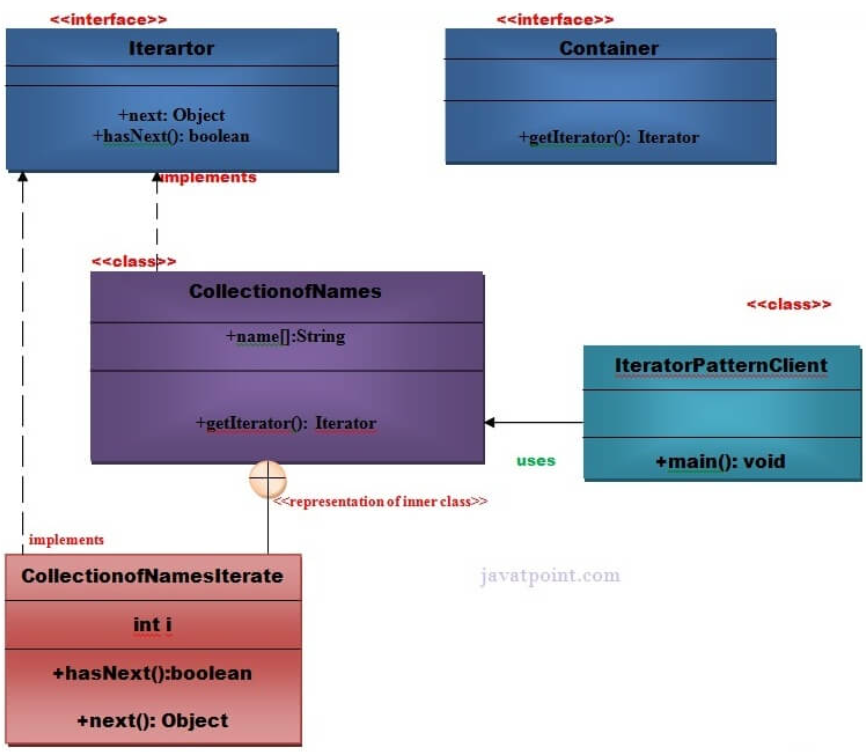 <<interface>>
Iterartor
+next: Object
+hasNext(): boolean
<<interface>>
Container
+getIterator(): Iterator
implements
<<class>>
CollectionofNames
+name[]:String
+getIterator(): Iterator
<<class>>
IteratorPatternClient
+main(): void
uses
<<representation of inner class>>
implements
CollectionofNamesIterate
int i
+hasNext():boolean
+next(): Object
javatpoint.com